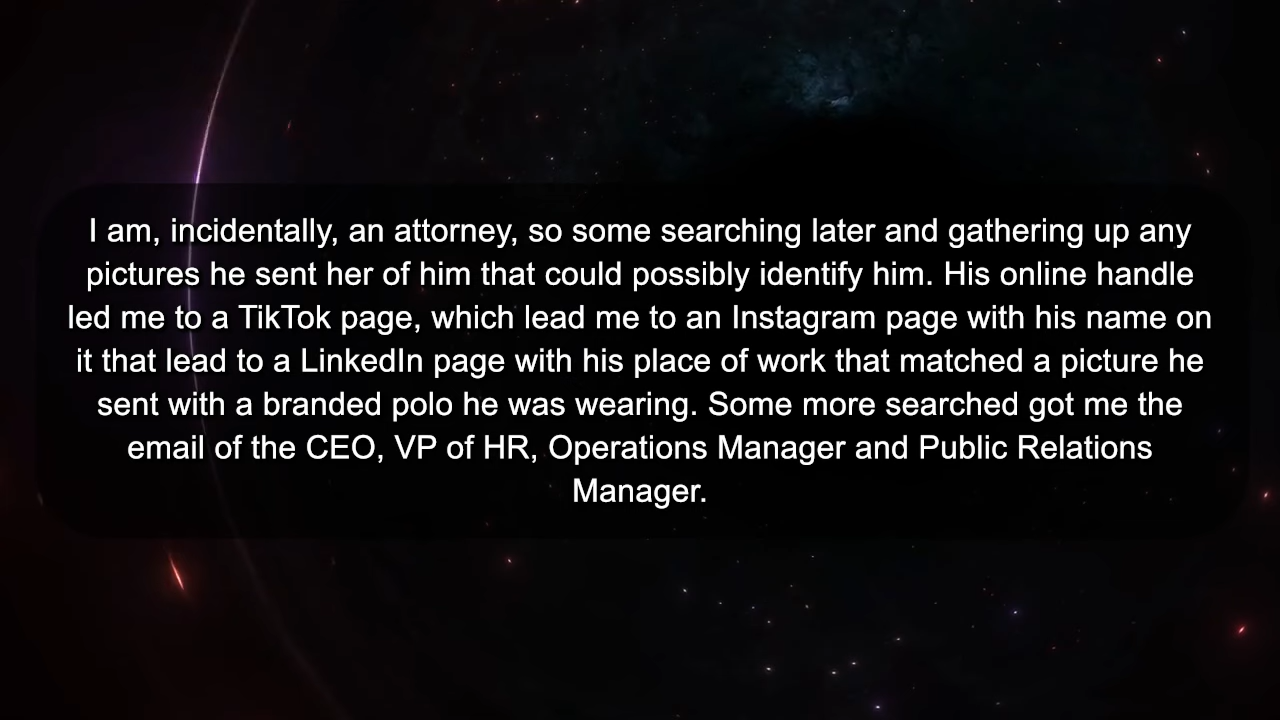 I am, incidentally, an attorney, so some searching later and gathering up any
pictures he sent her of him that could possibly identify him. His online handle
led me to a TikTok page, which lead me to an Instagram page with his name on
it that lead to a LinkedIn page with his place of work that matched a picture he
sent with a branded polo he was wearing. Some more searched got me the
email of the CEO, VP of HR, Operations Manager and Public Relations
Manager.